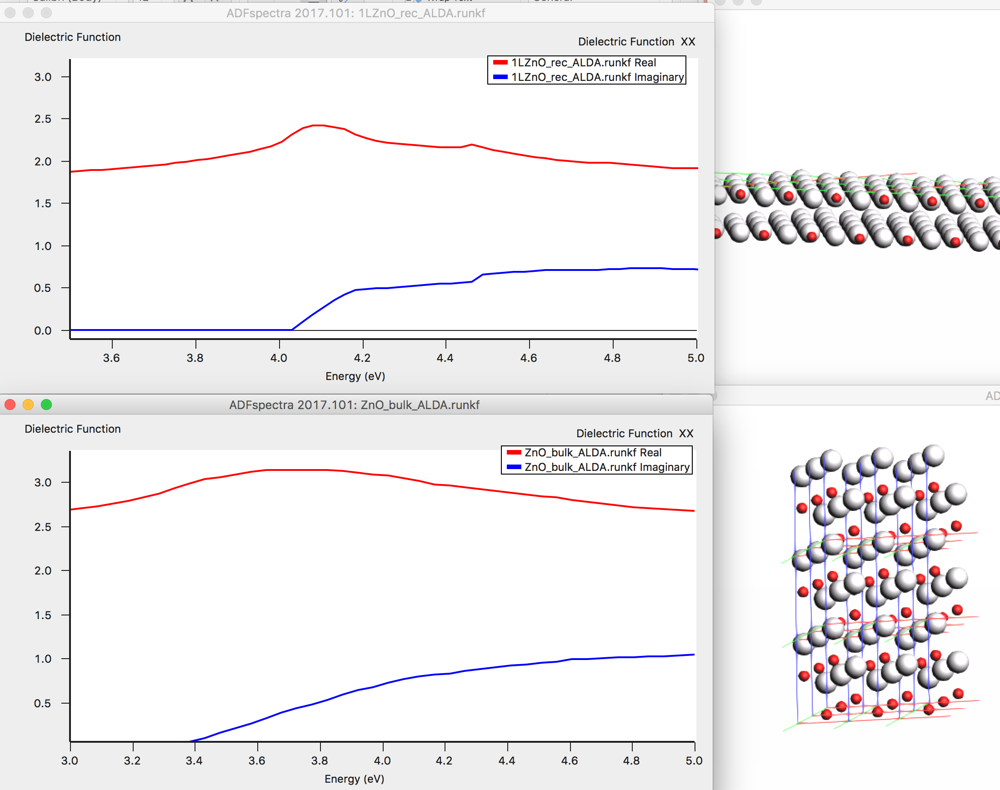 ADFspectra 2017.101: 1LZnO_rec_ALDA.runkf
Dielectric Function
Dielectric Function XX
1LZnO_rec_ALDA.runkf Real
1LZnO_rec_ALDA.runkf Imaginary
3.0
2.5
2.0
1.5
1.0
0.5
0.0
3.6 3.8 4.0 4.2 4.4 4.6 4.8 5.0
Energy (eV)
ADFspectra 2017.101: ZnO_bulk_ALDA.runkf
AD
Dielectric Function
Dielectric Function XX
ZnO_bulk_ALDA.runkf Real
ZnO_bulk_ALDA.runkf Imaginary
3.0
2.5
2.0
1.5
1.0
0.5
3.0 3.2 3.4 3.6 3.8 4.0 4.2 4.4 4.6 4.8 5.0
Energy (eV)